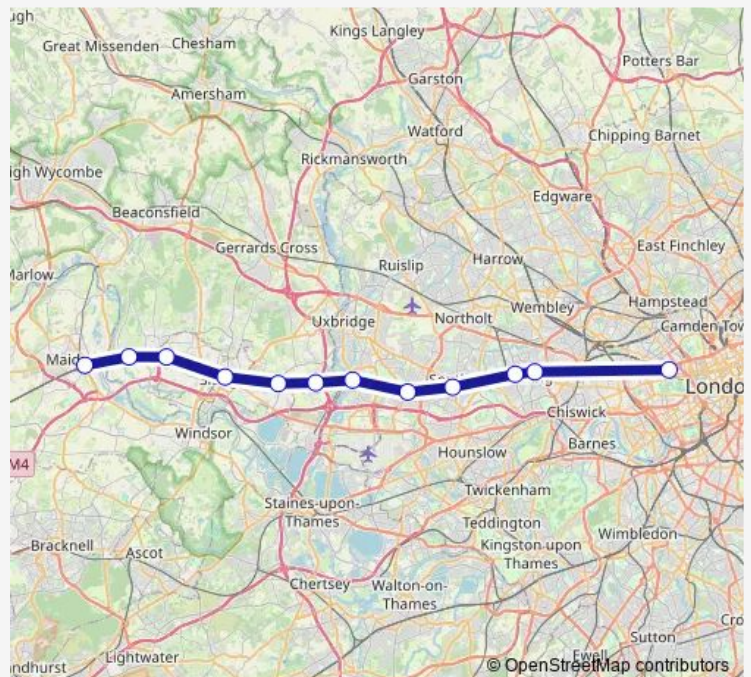 ugh
Great Missenden
Chesham
Kings Langley
Potters Bar
Garston
Amersham
Watford
Chipping Barnet
Rickmansworth
igh Wycombe
Edgware
Beaconsfield
East Finchley
Gerrards Cross
Harrow
Ruislip
Marlow
Hampstead
Wembley
Uxbridge
Northolt
Camden Tow
Maid
Londo
Chiswick
Windsor
Barnes
Hounslow
M4
Twickenham
Staines-upon-
Thames
Teddington
Wimbledon
Kingston upon
Thames
Bracknell
Ascot
Chertsey
Walton-on-
Thames
Cro
Sutton
Lightwater
Ewell
ndhurst
© OpenStreetMap contributors